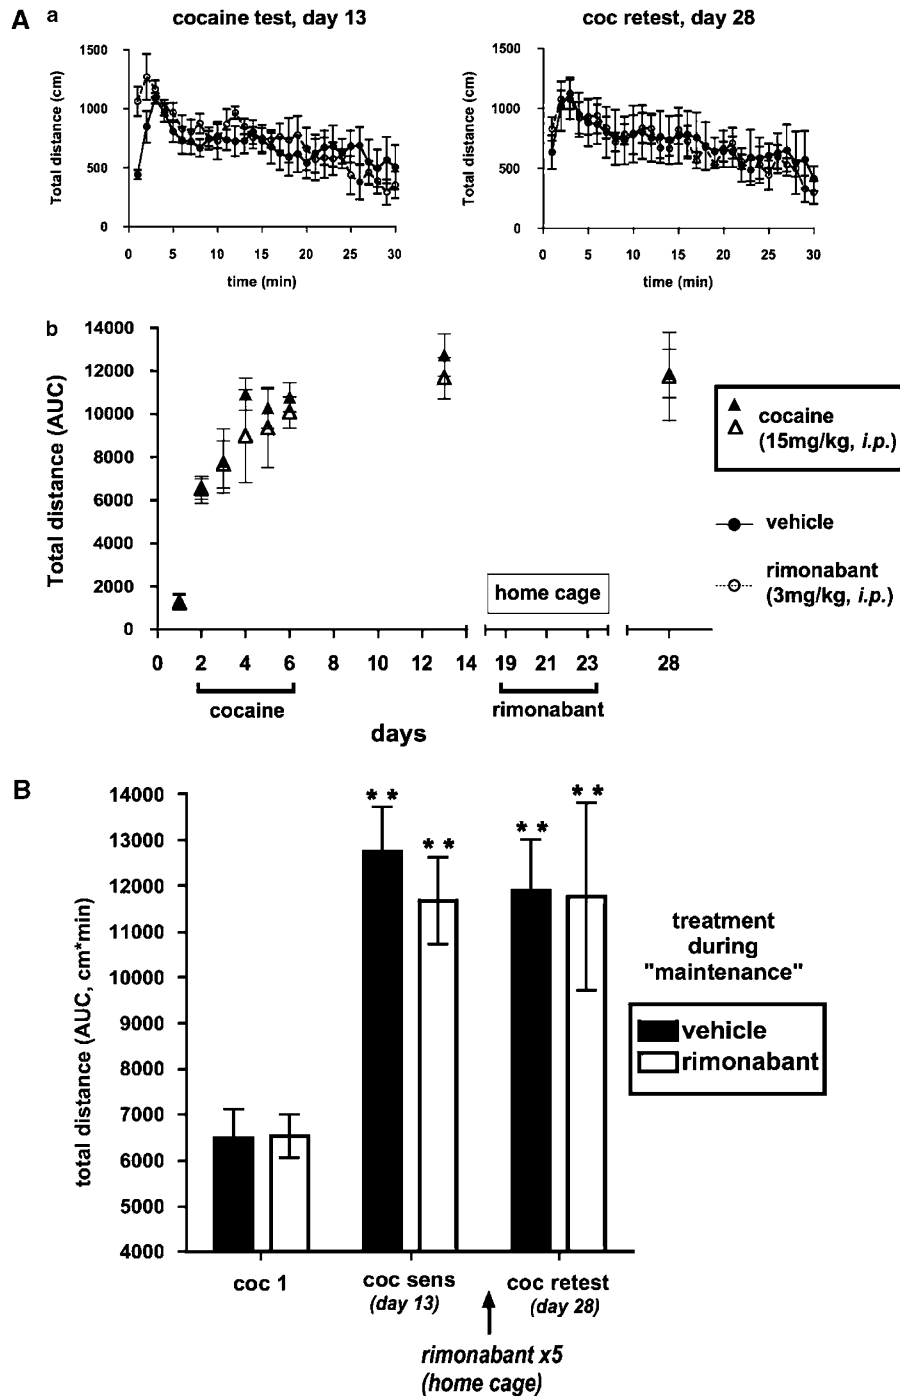 A a
cocaine test, day 13
coc retest, day 28
Total distance (cm)
1500
1000
500
0
0 5 10 15 20 25 30
time (min)
Total distance (cm)
1500
1000
500
0
0 5 10 15 20 25 30
time (min)
b
Total distance (AUC)
14000
12000
10000
8000
6000
4000
2000
0
0 2 4 6 8 10 12 14 19 21 23 28
home cage
cocaine
rimonabant
days
cocaine
(15mg/kg, i.p.)
vehicle
rimonabant
(3mg/kg, i.p.)
B
total distance (AUC, cm*min)
14000
13000
12000
11000
10000
9000
8000
7000
6000
5000
4000
* *
* *
* *
* *
coc 1
coc sens
(day 13)
coc retest
(day 28)
rimonabant x5
(home cage)
treatment
during
"maintenance"
vehicle
rimonabant